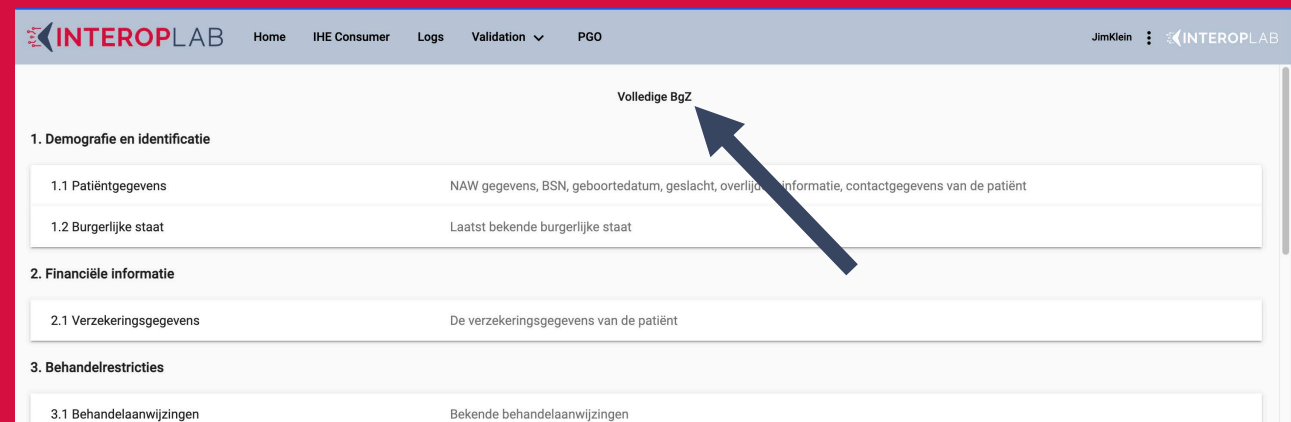 INTEROPLAB Home IHE Consumer Logs Validation PGO JimKlein INTEROPLAB
Volledige BgZ
1. Demografie en identificatie
1.1 Patiëntgegevens NAW gegevens, BSN, geboortedatum, geslacht, contactgegevens van de patiënt
1.2 Burgerlijke staat Laatst bekende burgerlijke staat
2. Financiële informatie
2.1 Verzekeringsgegevens De verzekeringsgegevens van de patiënt
3. Behandelrestricties
3.1 Behandelaanwijzingen Bekende behandelaanwijzingen